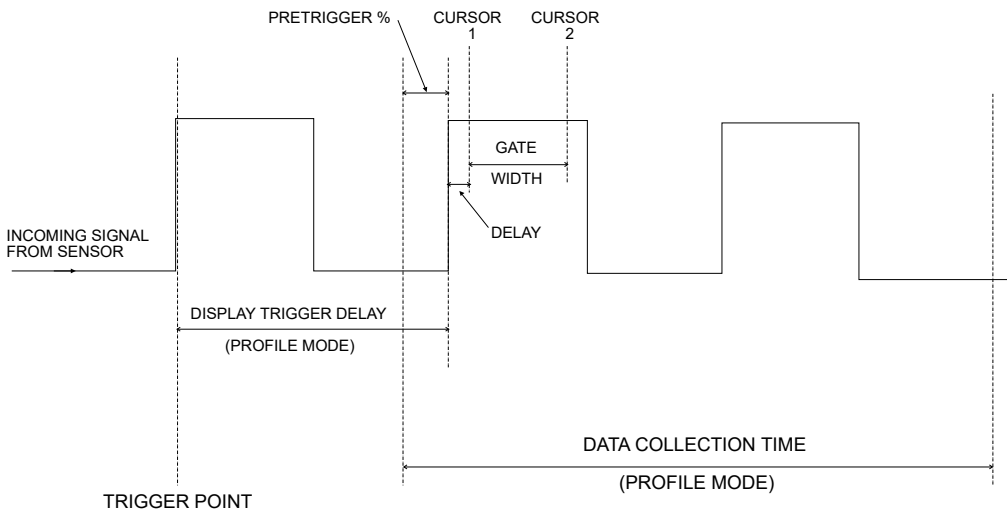 PRETRIGGER %
CURSOR
1
CURSOR
2
GATE
WIDTH
DELAY
INCOMING SIGNAL
FROM SENSOR
DISPLAY TRIGGER DELAY
(PROFILE MODE)
DATA COLLECTION TIME
(PROFILE MODE)
TRIGGER POINT